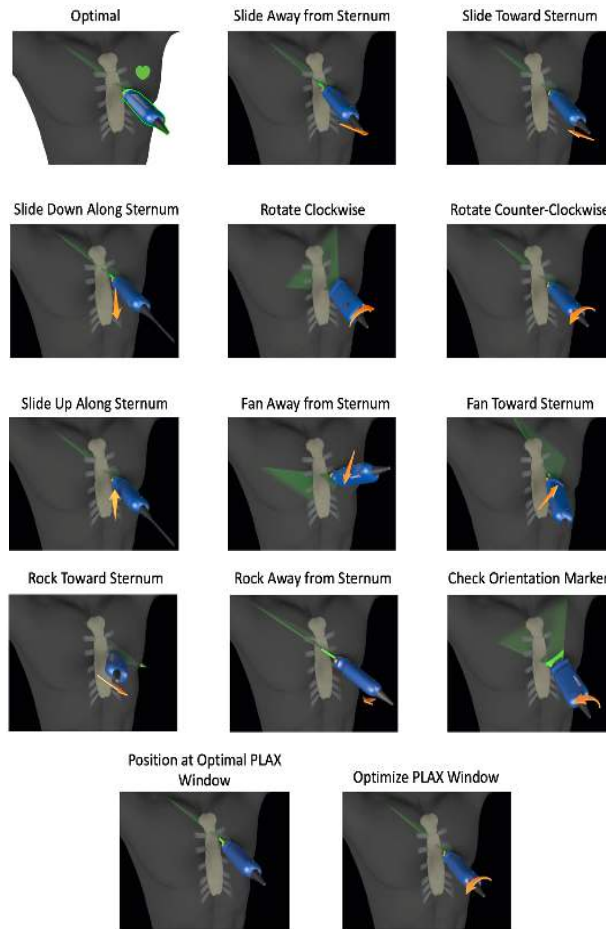 Optimal
Slide Away from Sternum
Slide Toward Sternum
Slide Down Along Sternum
Rotate Clockwise
Rotate Counter-Clockwise
Slide Up Along Sternum
Fan Away from Sternum
Fan Toward Sternum
Rock Toward Sternum
Rock Away from Sternum
Check Orientation Marker
Position at Optimal PLAX
Window
Optimize PLAX Window